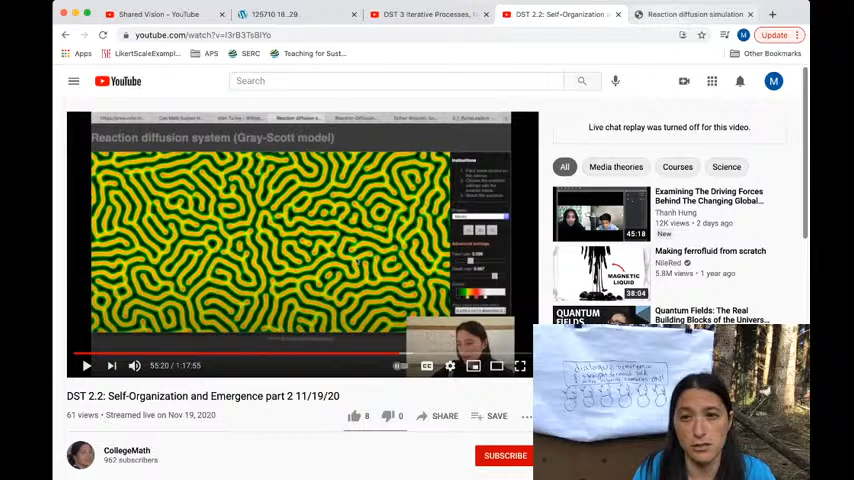 Shared Vision - YouTube
125710 18...29
DST 3 Iterative Processes,
DST 2.2: Self-Organization
Reaction diffusion simulation
youtube.com/watch?v=I3rB3TsBIYo
Update
Apps
LikertScaleExampl...
APS
SERC
Teaching for Sust...
Other Bookmarks
YouTube
Search
M
Reaction diffusion system (Gray-Scott model)
Instructions
55:20 / 1:17:55
CC
DST 2.2: Self-Organization and Emergence part 2 11/19/20
61 views • Streamed live on Nov 19, 2020
8
0
SHARE
SAVE
CollegeMath
962 subscribers
SUBSCRIBE
Live chat replay was turned off for this video.
All
Media theories
Courses
Science
Examining The Driving Forces
Behind The Changing Global...
Thanh Hung
12K views • 2 days ago
New
45:18
Making ferrofluid from scratch
NileRed
5.8M views • 1 year ago
MAGNETIC
LIQUID
38:04
Quantum Fields: The Real
Building Blocks of the Univers...
QUANTUM
FIELDS